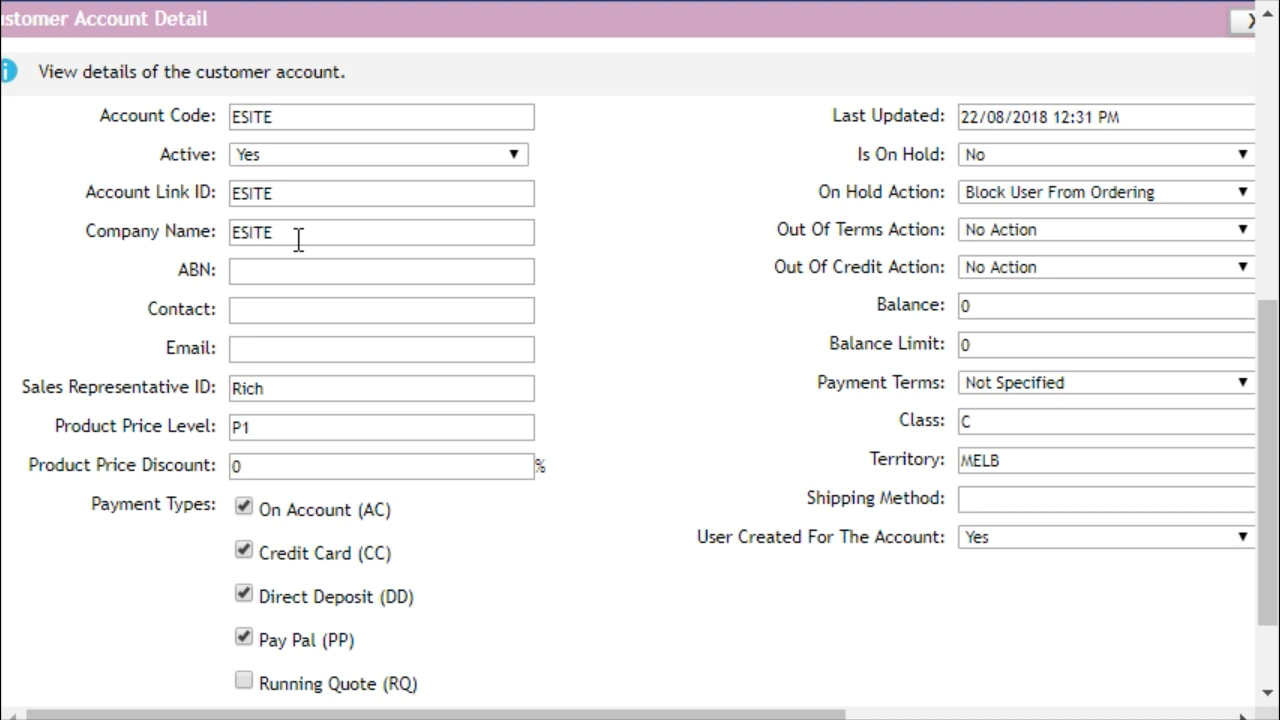 stomer Account Detail
X
i View details of the customer account.
Account Code: ESITE
Active: Yes
Account Link ID: ESITE
Company Name: ESITE
ABN:
Contact:
Email:
Sales Representative ID: Rich
Product Price Level: P1
Product Price Discount: 0 %
Payment Types: On Account (AC)
Credit Card (CC)
Direct Deposit (DD)
Pay Pal (PP)
Running Quote (RQ)
Last Updated: 22/08/2018 12:31 PM
Is On Hold: No
On Hold Action: Block User From Ordering
Out Of Terms Action: No Action
Out Of Credit Action: No Action
Balance: 0
Balance Limit: 0
Payment Terms: Not Specified
Class: C
Territory: MELB
Shipping Method:
User Created For The Account: Yes